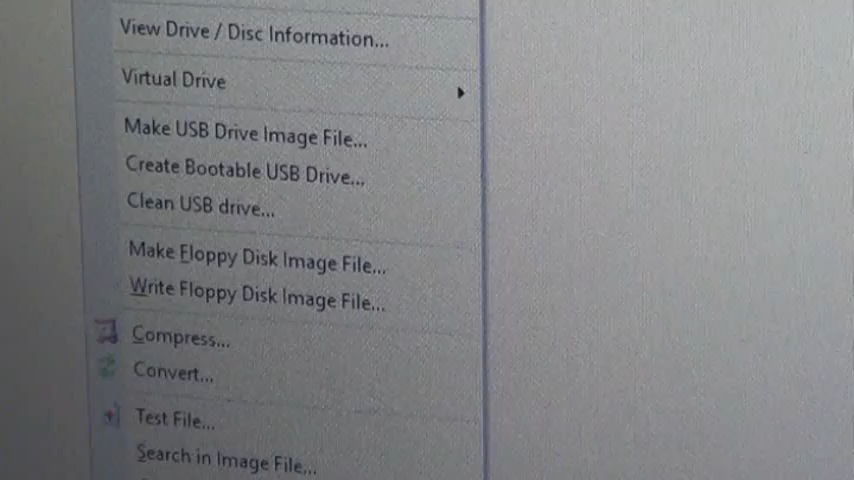 View Drive / Disc Information...
Virtual Drive
Make USB Drive Image File...
Create Bootable USB Drive...
Clean USB drive...
Make Floppy Disk Image File...
Write Floppy Disk Image File...
Compress...
Convert...
Test File...
Search in Image File...